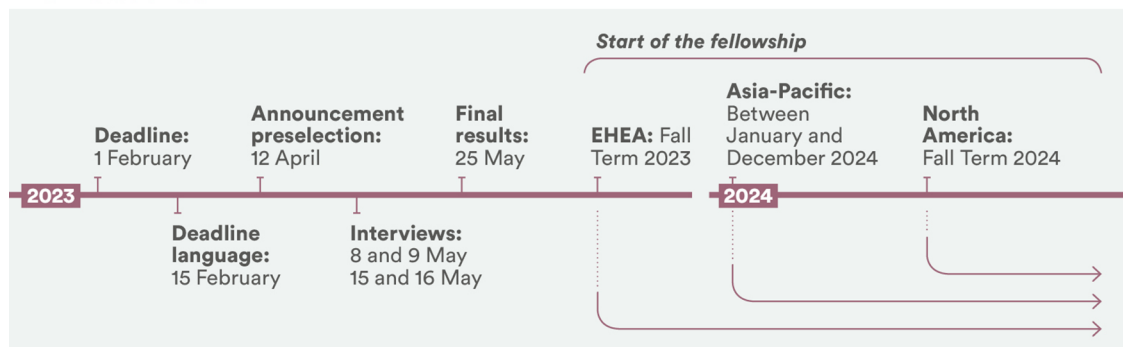 Start of the fellowship
2023
Deadline:
1 February
Deadline
language:
15 February
Announcement
preselection:
12 April
Interviews:
8 and 9 May
15 and 16 May
Final
results:
25 May
EHEA: Fall
Term 2023
2024
Asia-Pacific:
Between
January and
December 2024
North
America:
Fall Term 2024